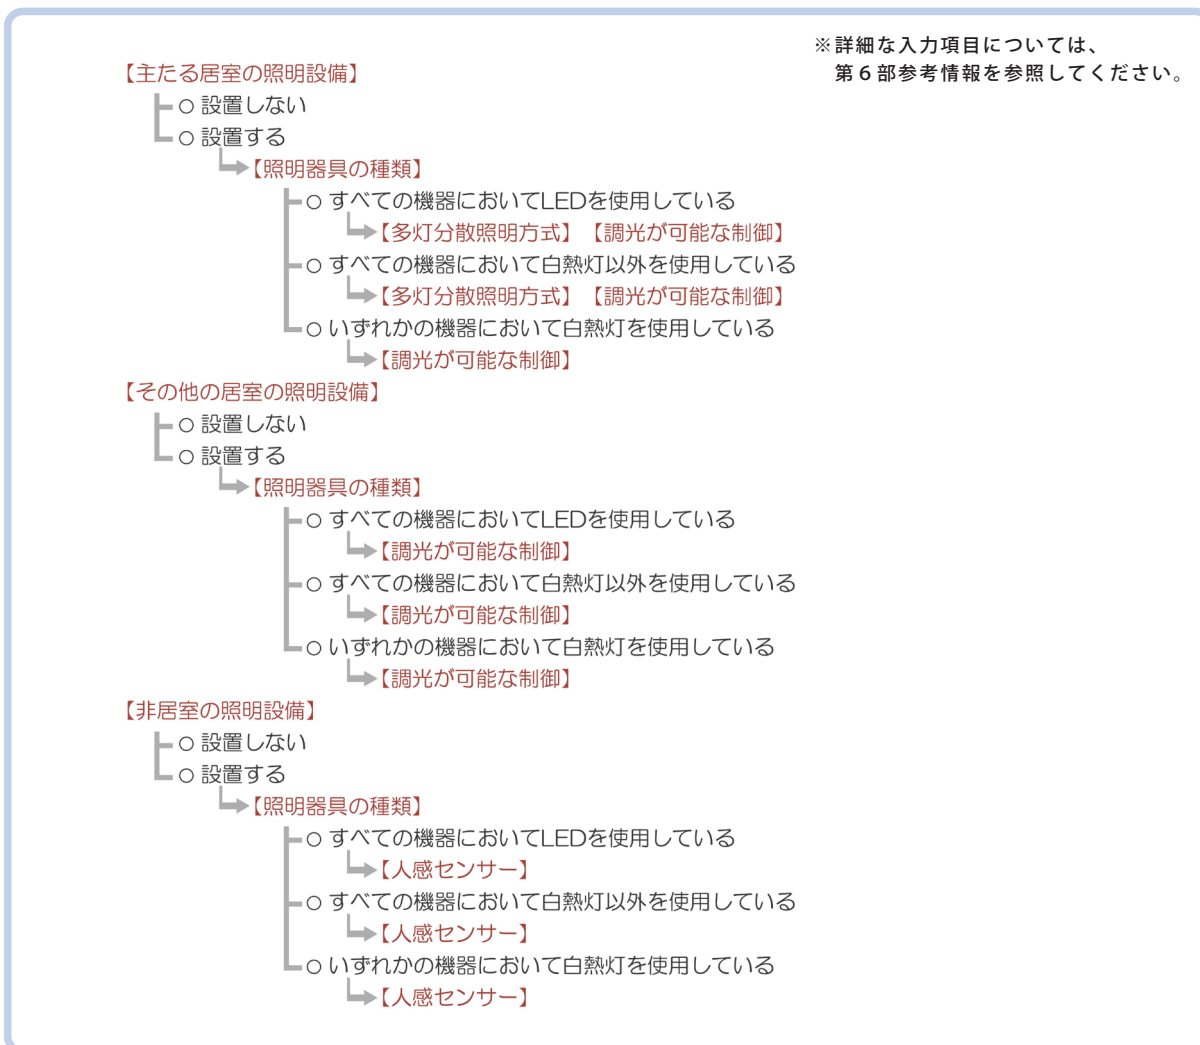 ※詳細な入力項目については、
第6部参考情報を参照してください。
【主たる居室の照明設備】
○ 設置しない
○ 設置する
【照明器具の種類】
○ すべての機器においてLEDを使用している
【多灯分散照明方式】【調光が可能な制御】
○ すべての機器において白熱灯以外を使用している
【多灯分散照明方式】【調光が可能な制御】
○ いずれかの機器において白熱灯を使用している
【調光が可能な制御】
【その他の居室の照明設備】
○ 設置しない
○ 設置する
【照明器具の種類】
○ すべての機器においてLEDを使用している
【調光が可能な制御】
○ すべての機器において白熱灯以外を使用している
【調光が可能な制御】
○ いずれかの機器において白熱灯を使用している
【調光が可能な制御】
【非居室の照明設備】
○ 設置しない
○ 設置する
【照明器具の種類】
○ すべての機器においてLEDを使用している
【人感センサー】
○ すべての機器において白熱灯以外を使用している
【人感センサー】
○ いずれかの機器において白熱灯を使用している
【人感センサー】